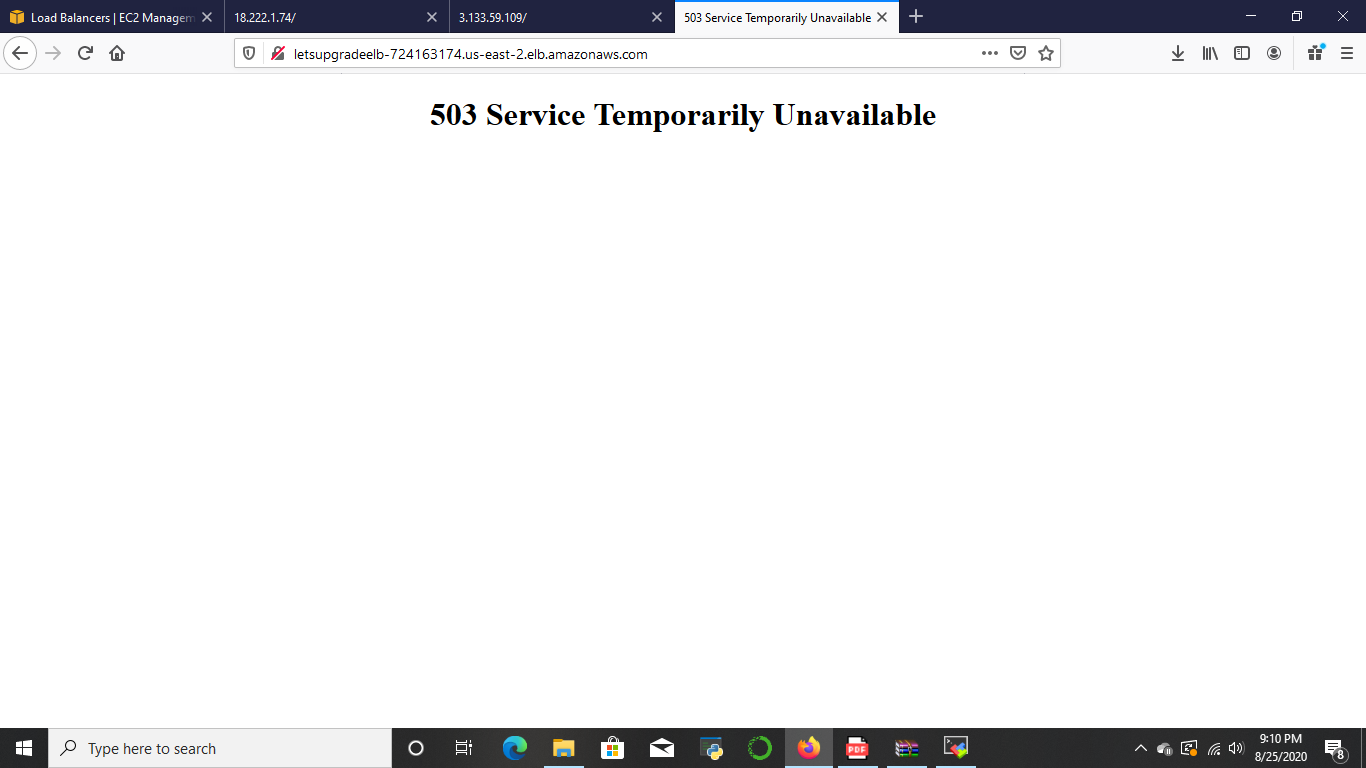 Load Balancers | EC2 Managem
18.222.1.74/
3.133.59.109/
503 Service Temporarily Unavailable
letsupgradeelb-724163174.us-east-2.elb.amazonaws.com
503 Service Temporarily Unavailable
Type here to search
PDF
9:10 PM
8/25/2020
8